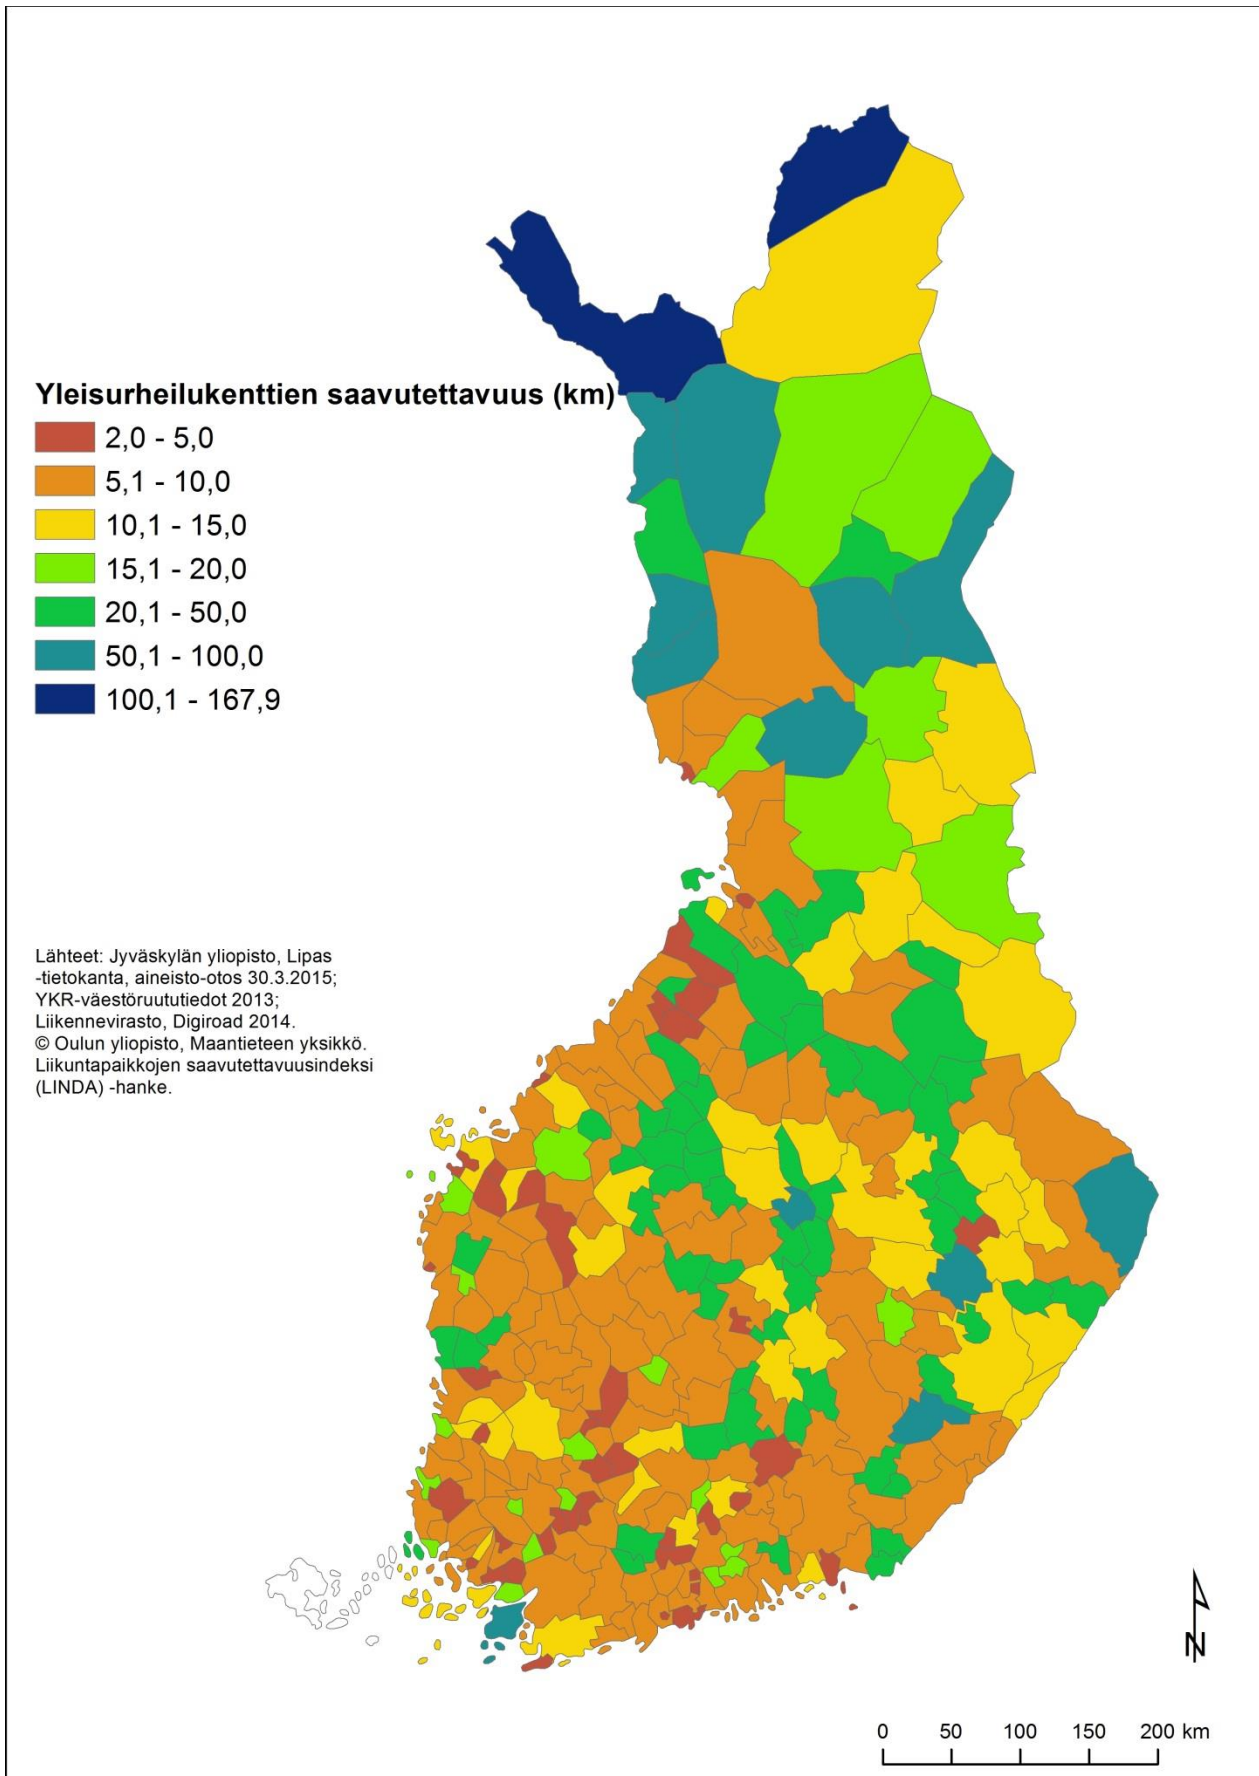 Yleisurheilukenttien saavutettavuus (km)
2,0 - 5,0
5,1 - 10,0
10,1 - 15,0
15,1 - 20,0
20,1 - 50,0
50,1 - 100,0
100,1 - 167,9
Lähteet: Jyväskylän yliopisto, Lipas
-tietokanta, aineisto-otos 30.3.2015;
YKR-väestöruututiedot 2013;
Liikennevirasto, Digiroad 2014.
© Oulun yliopisto, Maantieteen yksikkö.
Liikuntapaikkojen saavutettavuusindeksi
(LINDA) -hanke.
N
0 50 100 150 200 km